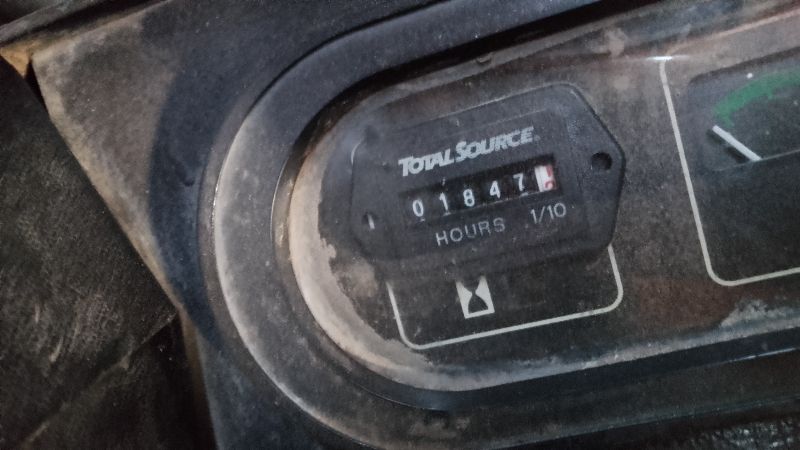 TOTAL SOURCE
01847
HOURS 1/10